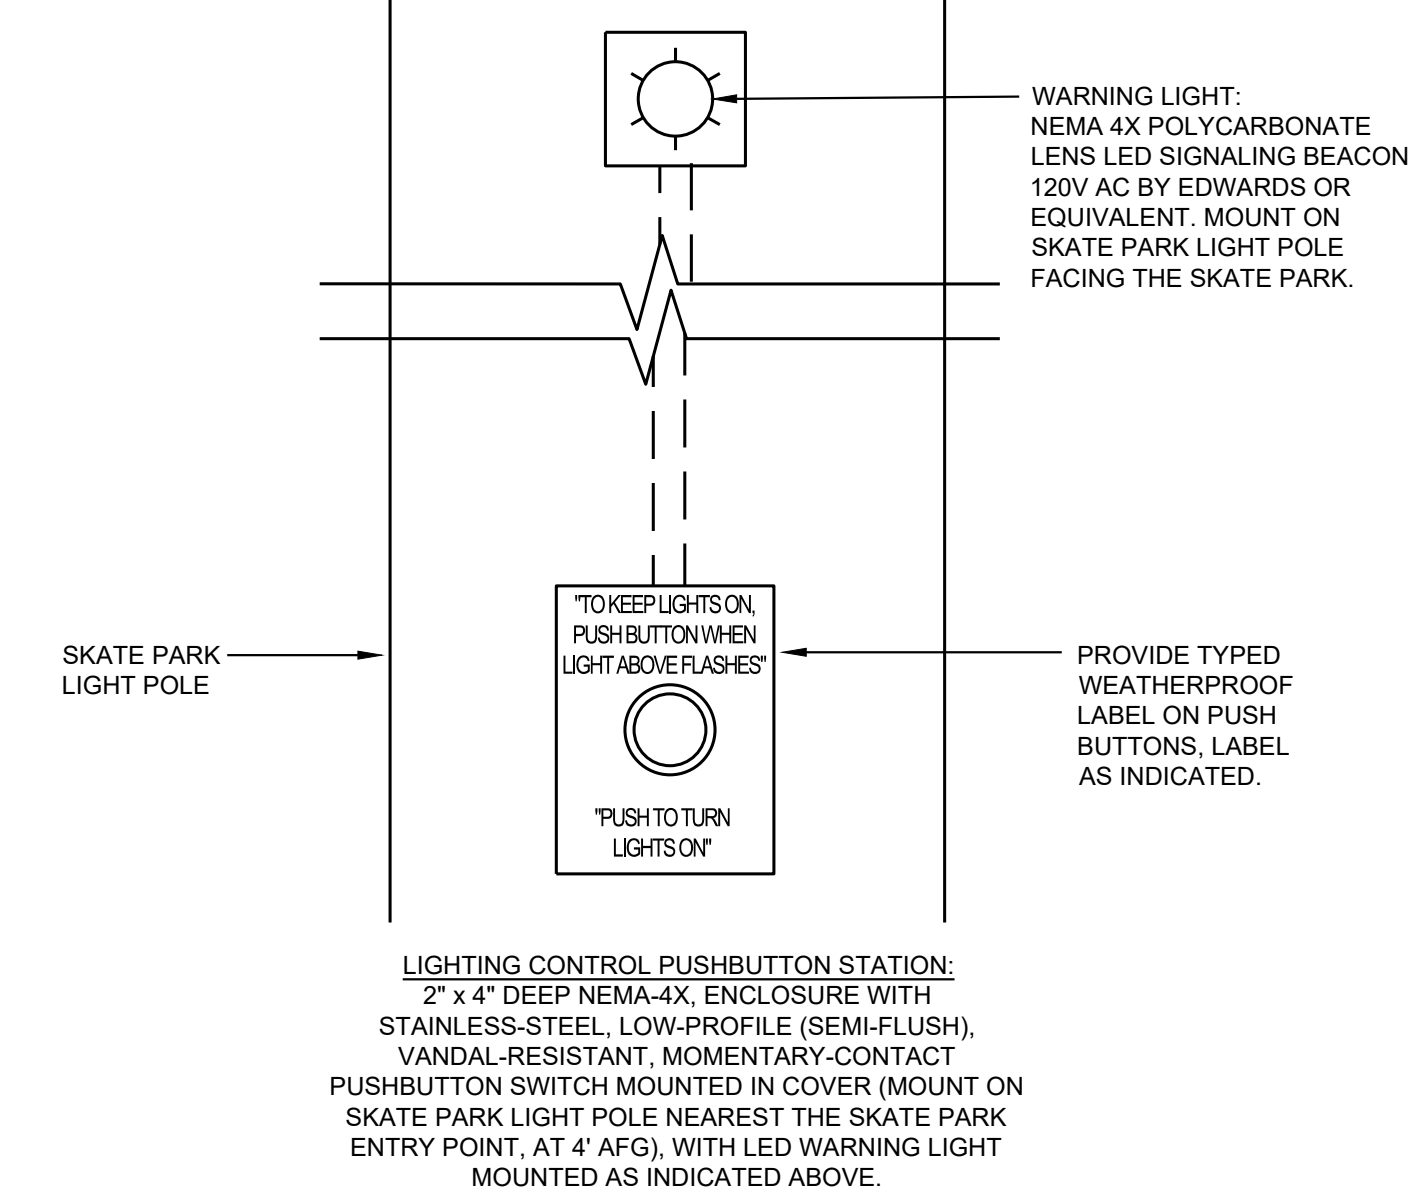 WARNING LIGHT:
NEMA 4X POLYCARBONATE
LENS LED SIGNALING BEACON
120V AC BY EDWARDS OR
EQUIVALENT. MOUNT ON
SKATE PARK LIGHT POLE
FACING THE SKATE PARK.
"TO KEEP LIGHTS ON,
PUSH BUTTON WHEN
LIGHT ABOVE FLASHES"
SKATE PARK
LIGHT POLE
PROVIDE TYPED
WEATHERPROOF
LABEL ON PUSH
BUTTONS, LABEL
AS INDICATED.
"PUSH TO TURN
LIGHTS ON"
LIGHTING CONTROL PUSHBUTTON STATION:
2" x 4" DEEP NEMA-4X, ENCLOSURE WITH
STAINLESS-STEEL, LOW-PROFILE (SEMI-FLUSH),
VANDAL-RESISTANT, MOMENTARY-CONTACT
PUSHBUTTON SWITCH MOUNTED IN COVER (MOUNT ON
SKATE PARK LIGHT POLE NEAREST THE SKATE PARK
ENTRY POINT, AT 4' AFG), WITH LED WARNING LIGHT
MOUNTED AS INDICATED ABOVE.